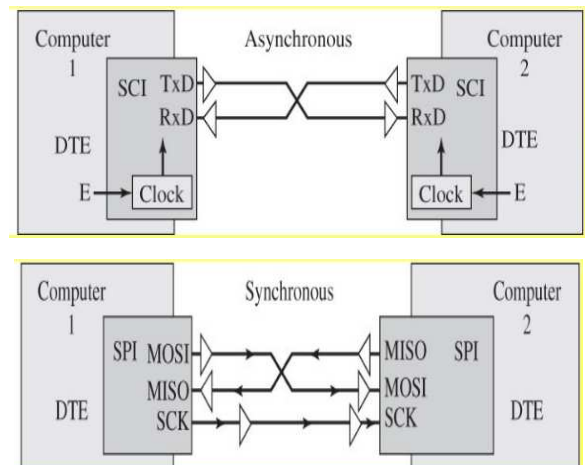 Computer
1
Asynchronous
Computer
2
SCI TxD
RxD
TxD SCI
RxD
DTE
DTE
E
Clock
Clock
E
Computer
1
Synchronous
Computer
2
SPI MOSI
MISO
SCK
MISO SPI
MOSI
SCK
DTE
DTE